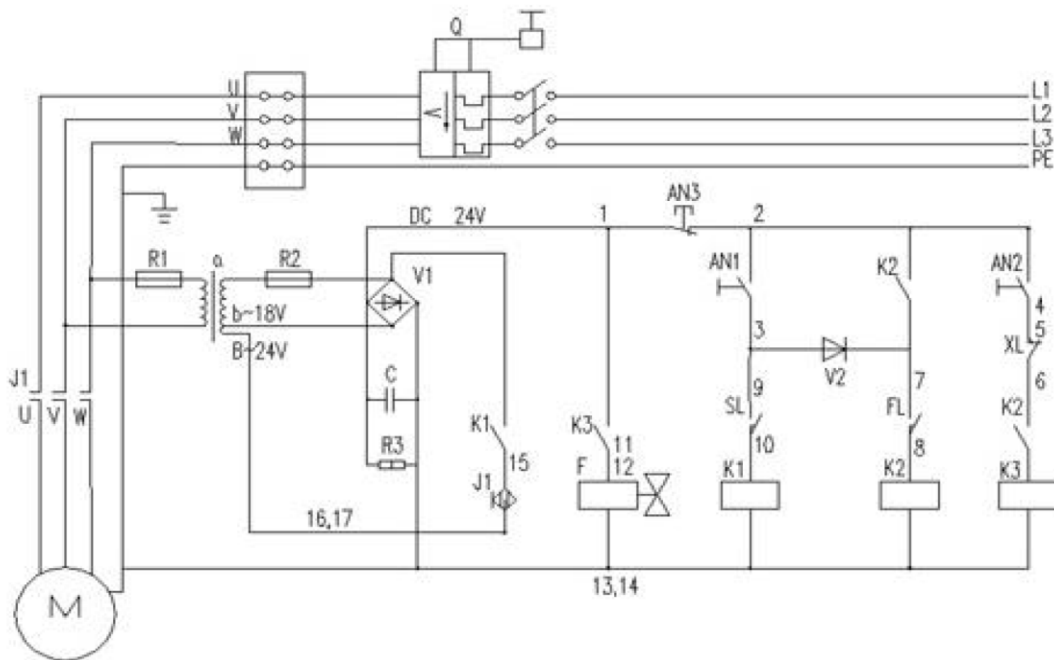 Q
U
L1
V
L2
W
L3
PE
AN3
DC 24V
1
2
R1
a
R2
V1
AN1
K2
AN2
b~18V
4
3
5
B~24V
XL
V2
J1
C
9
7
6
U V W
SL
FL
K2
R3
K1
K3
11
10
8
15
F
12
K1
K2
K3
J1
16,17
13,14
M